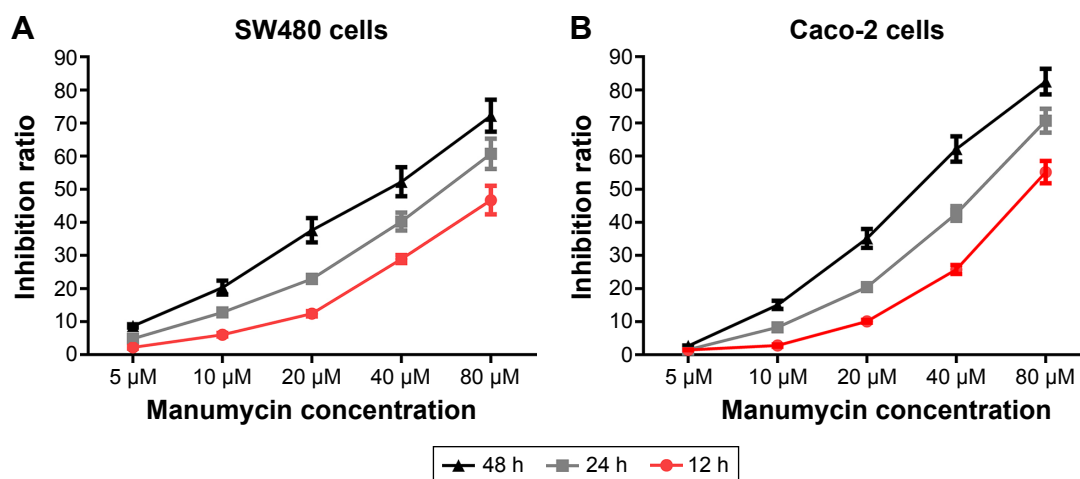 A
SW480 cells
Inhibition ratio
90
80
70
60
50
40
30
20
10
0
5 µM 10 µM 20 µM 40 µM 80 µM
Manumycin concentration
B
Caco-2 cells
Inhibition ratio
90
80
70
60
50
40
30
20
10
0
5 µM 10 µM 20 µM 40 µM 80 µM
Manumycin concentration
48 h 24 h 12 h